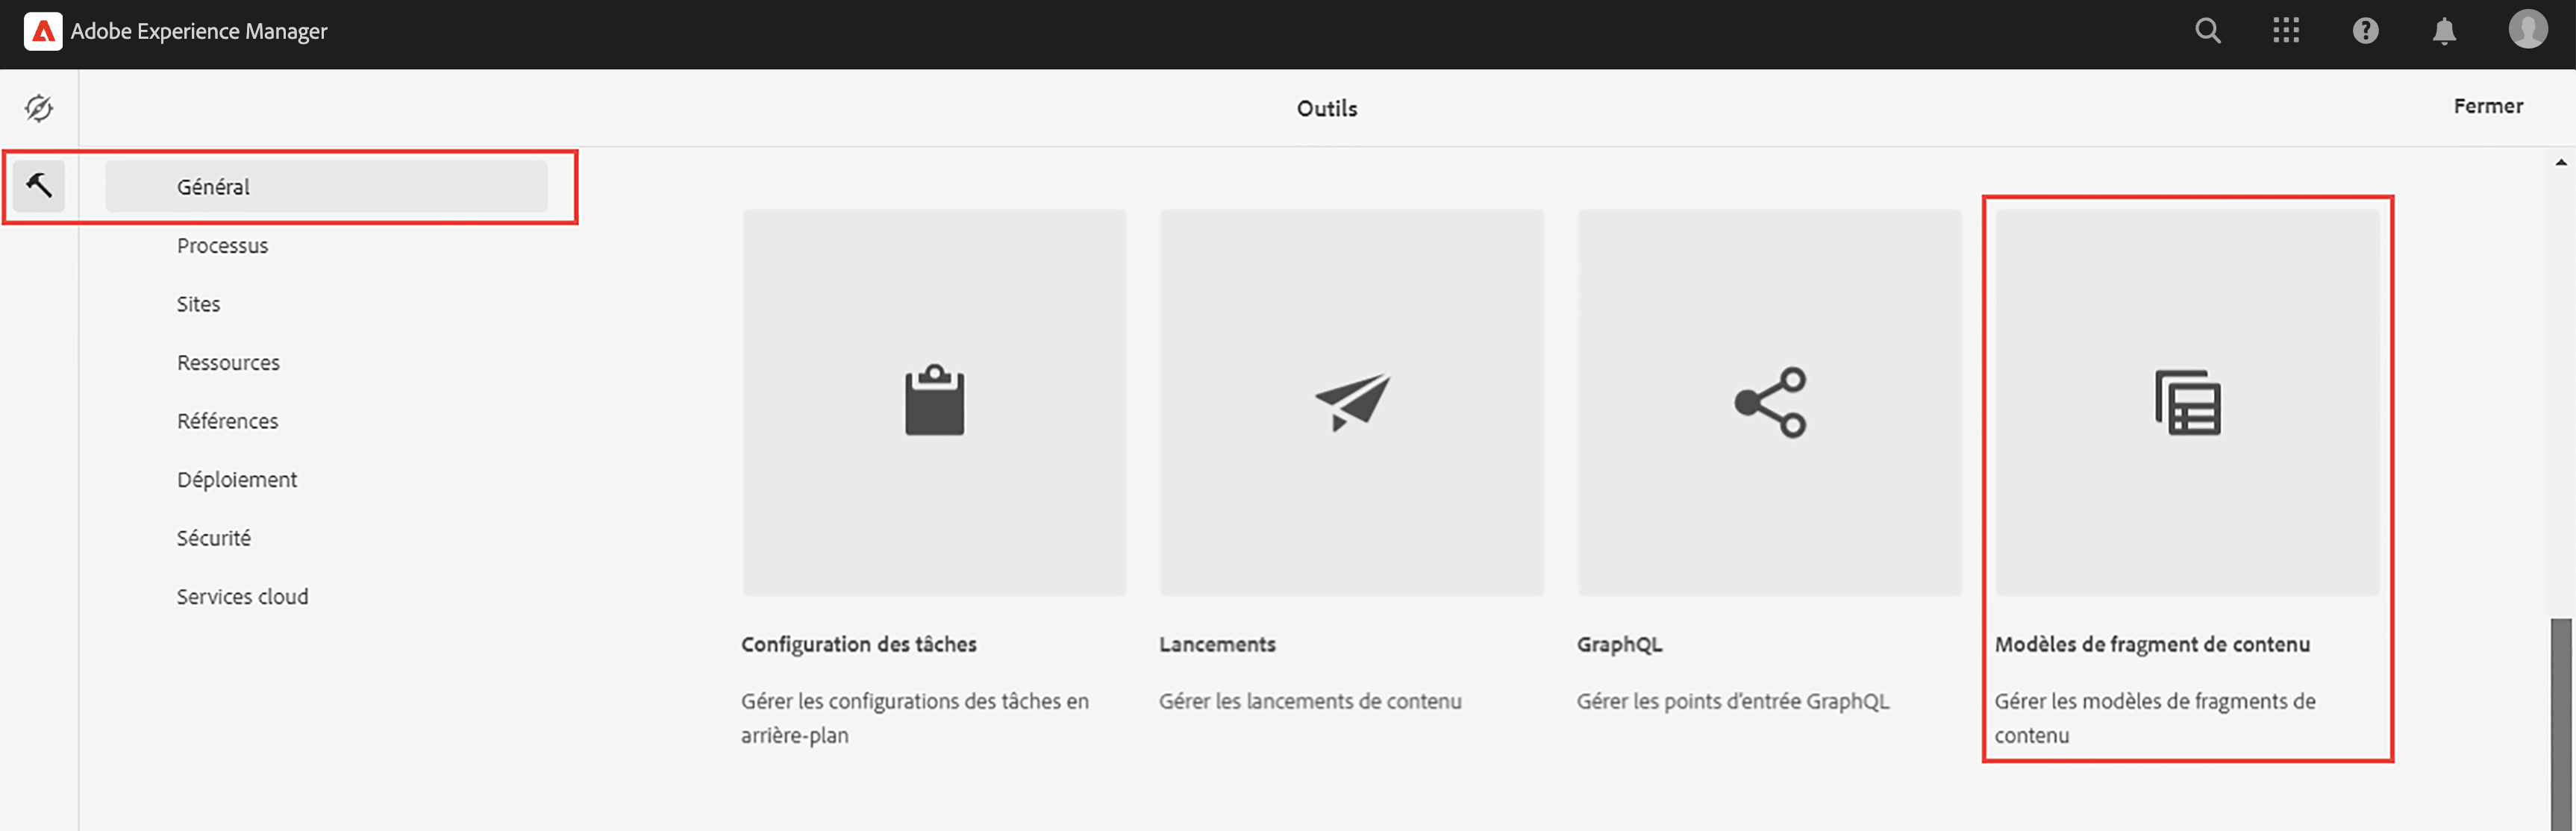 Adobe Experience Manager
Outils
Fermer
Général
Processus
Sites
Ressources
Références
Déploiement
Sécurité
Services cloud
Configuration des tâches
Gérer les configurations des tâches en
arrière-plan
Lancements
Gérer les lancements de contenu
GraphQL
Gérer les points d'entrée GraphQL
Modèles de fragment de contenu
Gérer les modèles de fragments de
contenu